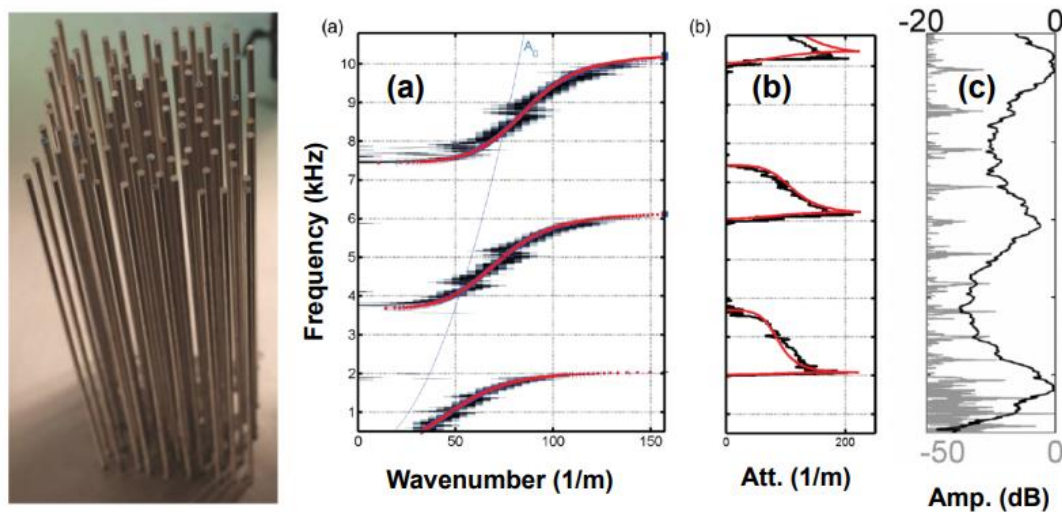 (a)
(b)
-20
0
A0
(a)
(b)
(c)
Frequency (kHz)
10
9
8
7
6
5
4
3
2
1
0
50
100
150
0
100
200
-50
0
Wavenumber (1/m)
Att. (1/m)
Amp. (dB)